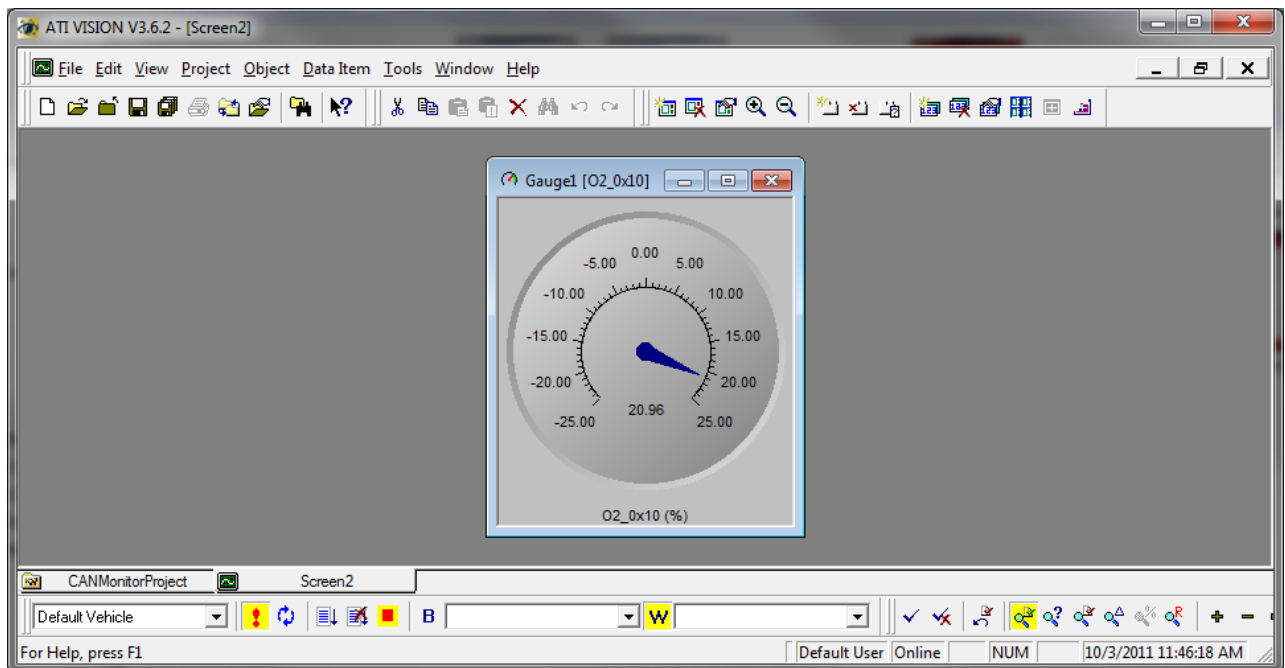 ATI VISION V3.6.2 - [Screen2]
File Edit View Project Object Data Item Tools Window Help
Gauge1 [O2_0x10]
0.00
-5.00 5.00
-10.00 10.00
-15.00 15.00
-20.00 20.00
20.96
-25.00 25.00
O2_0x10 (%)
CANMonitorProject Screen2
Default Vehicle B W
For Help, press F1 Default User Online NUM 10/3/2011 11:46:18 AM